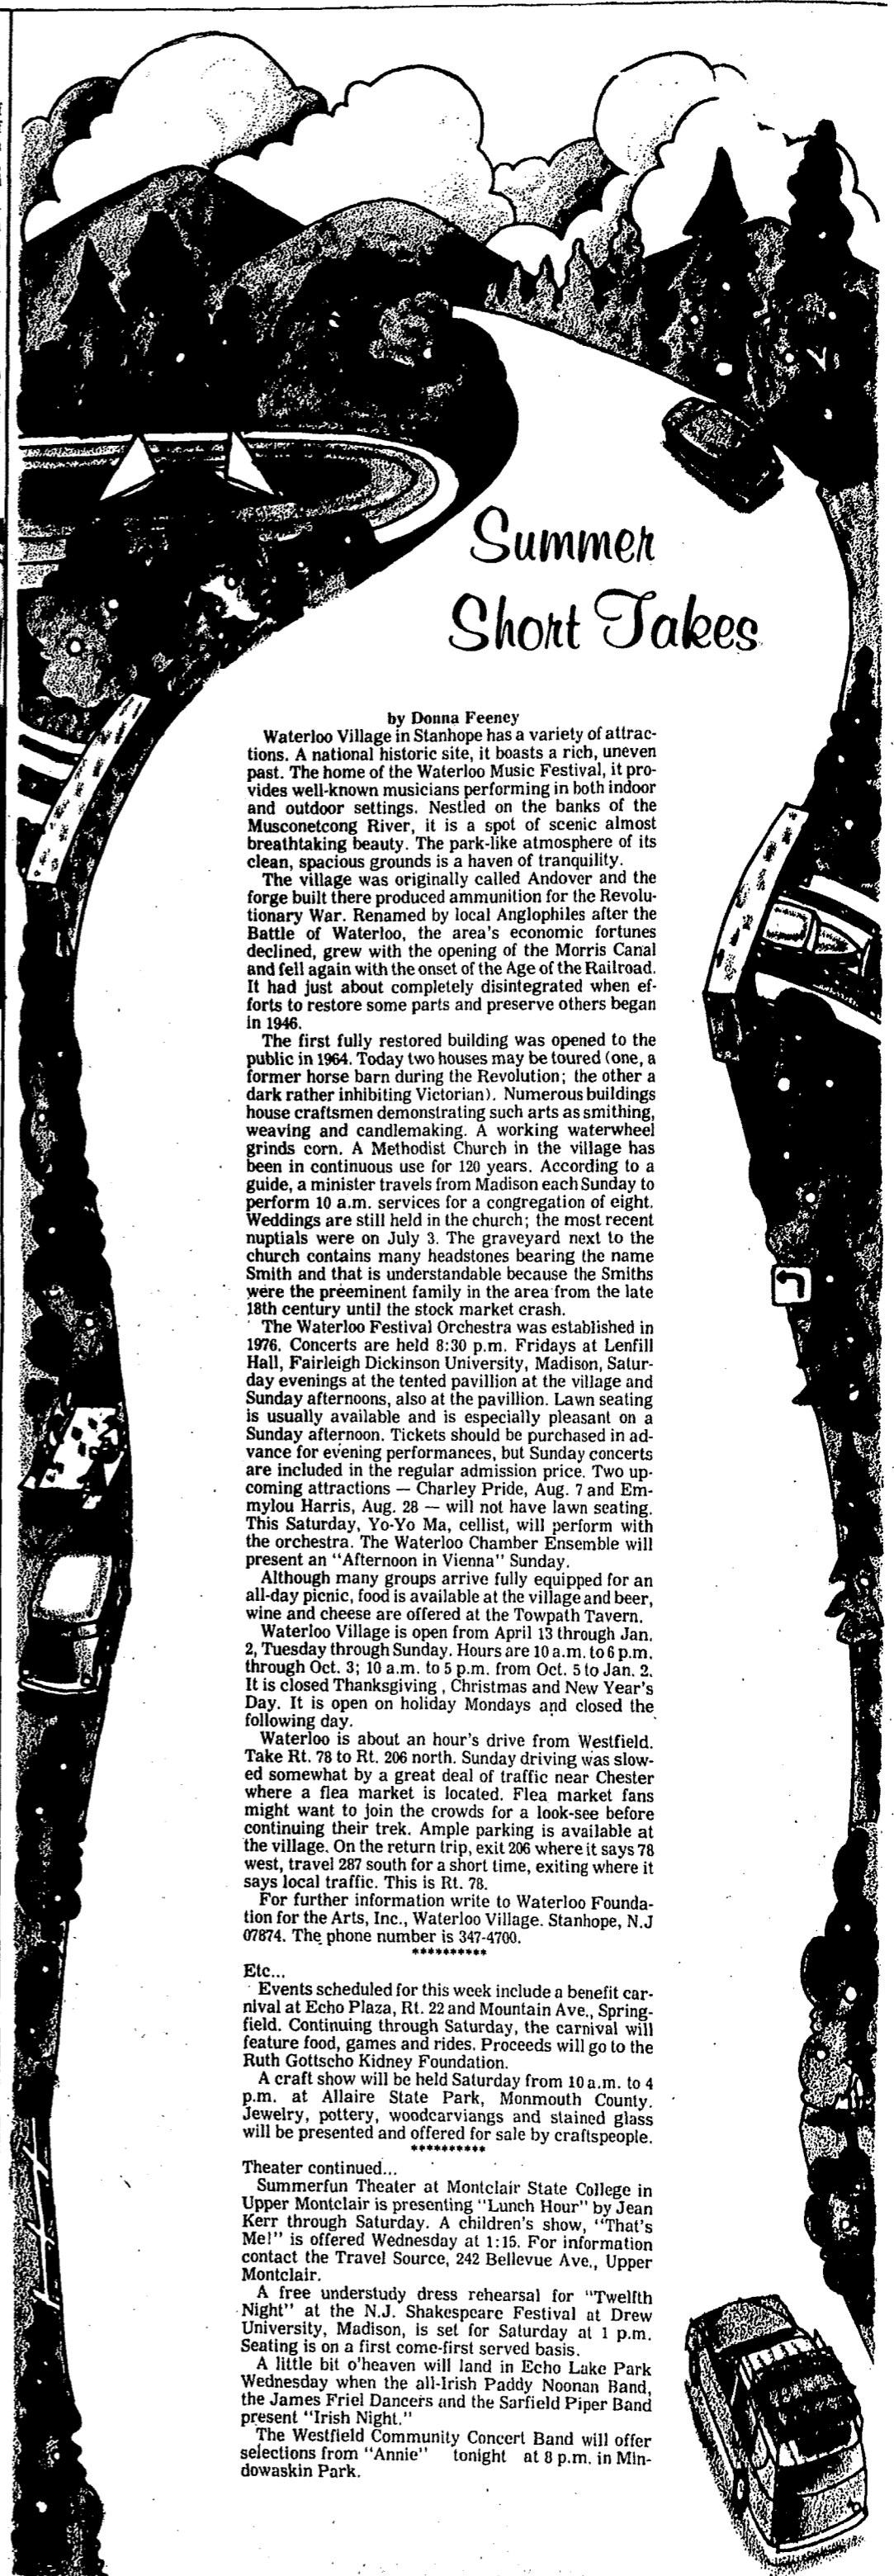 Summer
Short Takes
by Donna Feeney
Waterloo Village in Stanhope has a variety of attrac-
tions. A national historic site, it boasts a rich, uneven
past. The home of the Waterloo Music Festival, it pro-
vides well-known musicians performing in both indoor
and outdoor settings. Nestled on the banks of the
Musconetcong River, it is a spot of scenic almost
breathtaking beauty. The park-like atmosphere of its
clean, spacious grounds is a haven of tranquility.
The village was originally called Andover and the
forge built there produced ammunition for the Revolu-
tionary War. Renamed by local Anglophiles after the
Battle of Waterloo, the area's economic fortunes
declined, grew with the opening of the Morris Canal
and fell again with the onset of the Age of the Railroad.
It had just about completely disintegrated when ef-
forts to restore some parts and preserve others began
in 1946.
The first fully restored building was opened to the
public in 1964. Today two houses may be toured (one, a
former horse barn during the Revolution; the other a
dark rather inhibiting Victorian). Numerous buildings
house craftsmen demonstrating such arts as smithing,
weaving and candlemaking. A working waterwheel
grinds corn. A Methodist Church in the village has
been in continuous use for 120 years. According to a
guide, a minister travels from Madison each Sunday to
perform 10 a.m. services for a congregation of eight.
Weddings are still held in the church; the most recent
nuptials were on July 3. The graveyard next to the
church contains many headstones bearing the name
Smith and that is understandable because the Smiths
were the preeminent family in the area from the late
18th century until the stock market crash.
The Waterloo Festival Orchestra was established in
1976. Concerts are held 8:30 p.m. Fridays at Lenfill
Hall, Fairleigh Dickinson University, Madison, Satur-
day evenings at the tented pavillion at the village and
Sunday afternoons, also at the pavillion. Lawn seating
is usually available and is especially pleasant on a
Sunday afternoon. Tickets should be purchased in ad-
vance for evening performances, but Sunday concerts
are included in the regular admission price. Two up-
coming attractions — Charley Pride, Aug. 7 and Em-
mylou Harris, Aug. 28 — will not have lawn seating.
This Saturday, Yo-Yo Ma, cellist, will perform with
the orchestra. The Waterloo Chamber Ensemble will
present an "Afternoon in Vienna" Sunday.
Although many groups arrive fully equipped for an
all-day picnic, food is available at the village and beer,
wine and cheese are offered at the Towpath Tavern.
Waterloo Village is open from April 13 through Jan.
2, Tuesday through Sunday. Hours are 10 a.m. to 6 p.m.
through Oct. 3; 10 a.m. to 5 p.m. from Oct. 5 to Jan. 2.
It is closed Thanksgiving , Christmas and New Year's
Day. It is open on holiday Mondays and closed the
following day.
Waterloo is about an hour's drive from Westfield.
Take Rt. 78 to Rt. 206 north. Sunday driving was slow-
ed somewhat by a great deal of traffic near Chester
where a flea market is located. Flea market fans
might want to join the crowds for a look-see before
continuing their trek. Ample parking is available at
the village. On the return trip, exit 206 where it says 78
west, travel 287 south for a short time, exiting where it
says local traffic. This is Rt. 78.
For further information write to Waterloo Founda-
tion for the Arts, Inc., Waterloo Village. Stanhope, N.J
07874. The phone number is 347-4700.
**********
Etc...
Events scheduled for this week include a benefit car-
nival at Echo Plaza, Rt. 22 and Mountain Ave., Spring-
field. Continuing through Saturday, the carnival will
feature food, games and rides. Proceeds will go to the
Ruth Gottscho Kidney Foundation.
A craft show will be held Saturday from 10 a.m. to 4
p.m. at Allaire State Park, Monmouth County.
Jewelry, pottery, woodcarviangs and stained glass
will be presented and offered for sale by craftspeople.
**********
Theater continued...
Summerfun Theater at Montclair State College in
Upper Montclair is presenting "Lunch Hour" by Jean
Kerr through Saturday. A children's show, "That's
Me!" is offered Wednesday at 1:15. For information
contact the Travel Source, 242 Bellevue Ave., Upper
Montclair.
A free understudy dress rehearsal for "Twelfth
Night" at the N.J. Shakespeare Festival at Drew
University, Madison, is set for Saturday at 1 p.m.
Seating is on a first come-first served basis.
A little bit o'heaven will land in Echo Lake Park
Wednesday when the all-Irish Paddy Noonan Band,
the James Friel Dancers and the Sarfield Piper Band
present "Irish Night."
The Westfield Community Concert Band will offer
selections from "Annie" tonight at 8 p.m. in Min-
dowaskin Park.